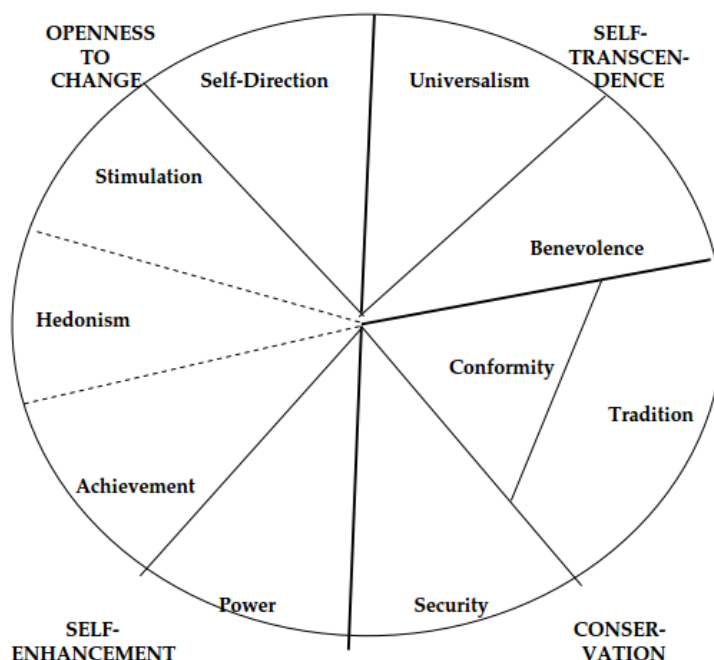 OPENNESS
TO
CHANGE
SELF-
TRANSCEN-
DENCE
Self-Direction
Universalism
Stimulation
Benevolence
Hedonism
Conformity
Tradition
Achievement
Power
Security
SELF-
ENHANCEMENT
CONSER-
VATION